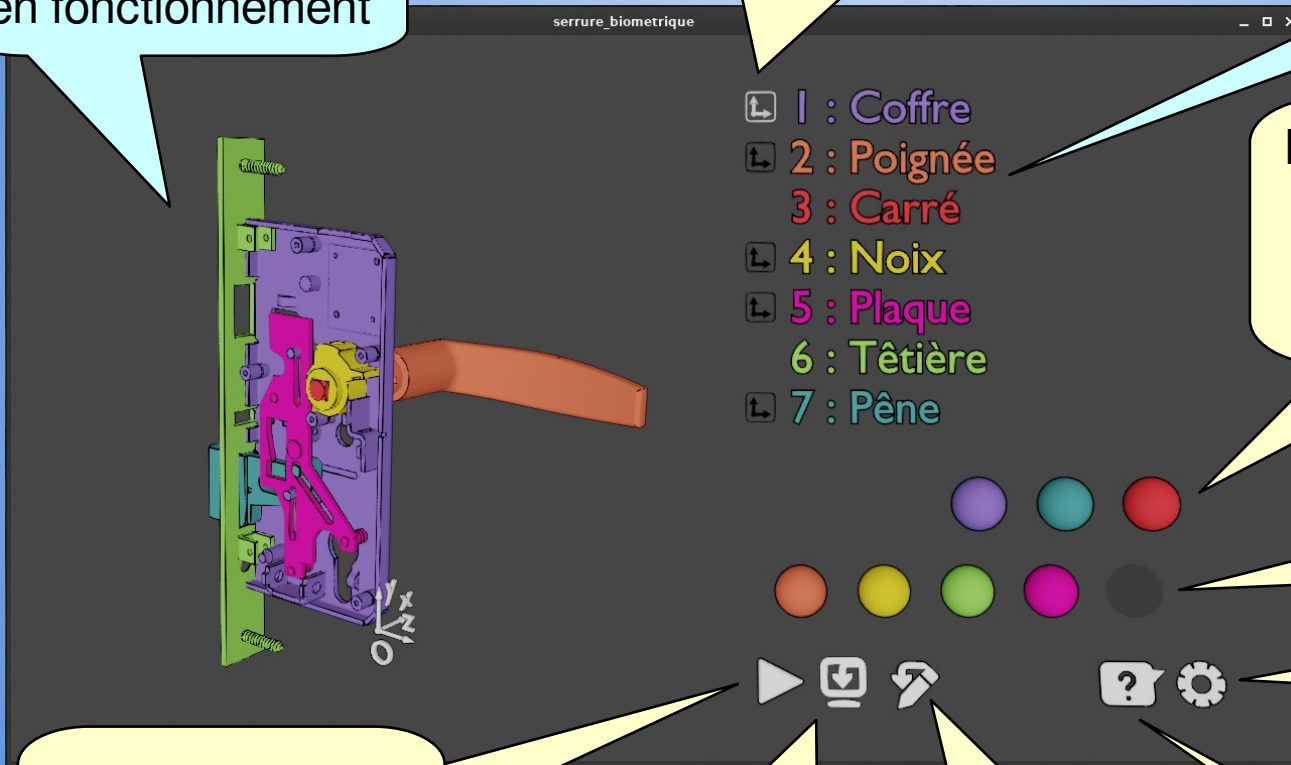 en fonctionnement
serrure_biometrique
1 : Coffre
2 : Poignée
3 : Carré
4 : Noix
5 : Plaque
6 : Têtière
7 : Pêne
y
x
z
O
?